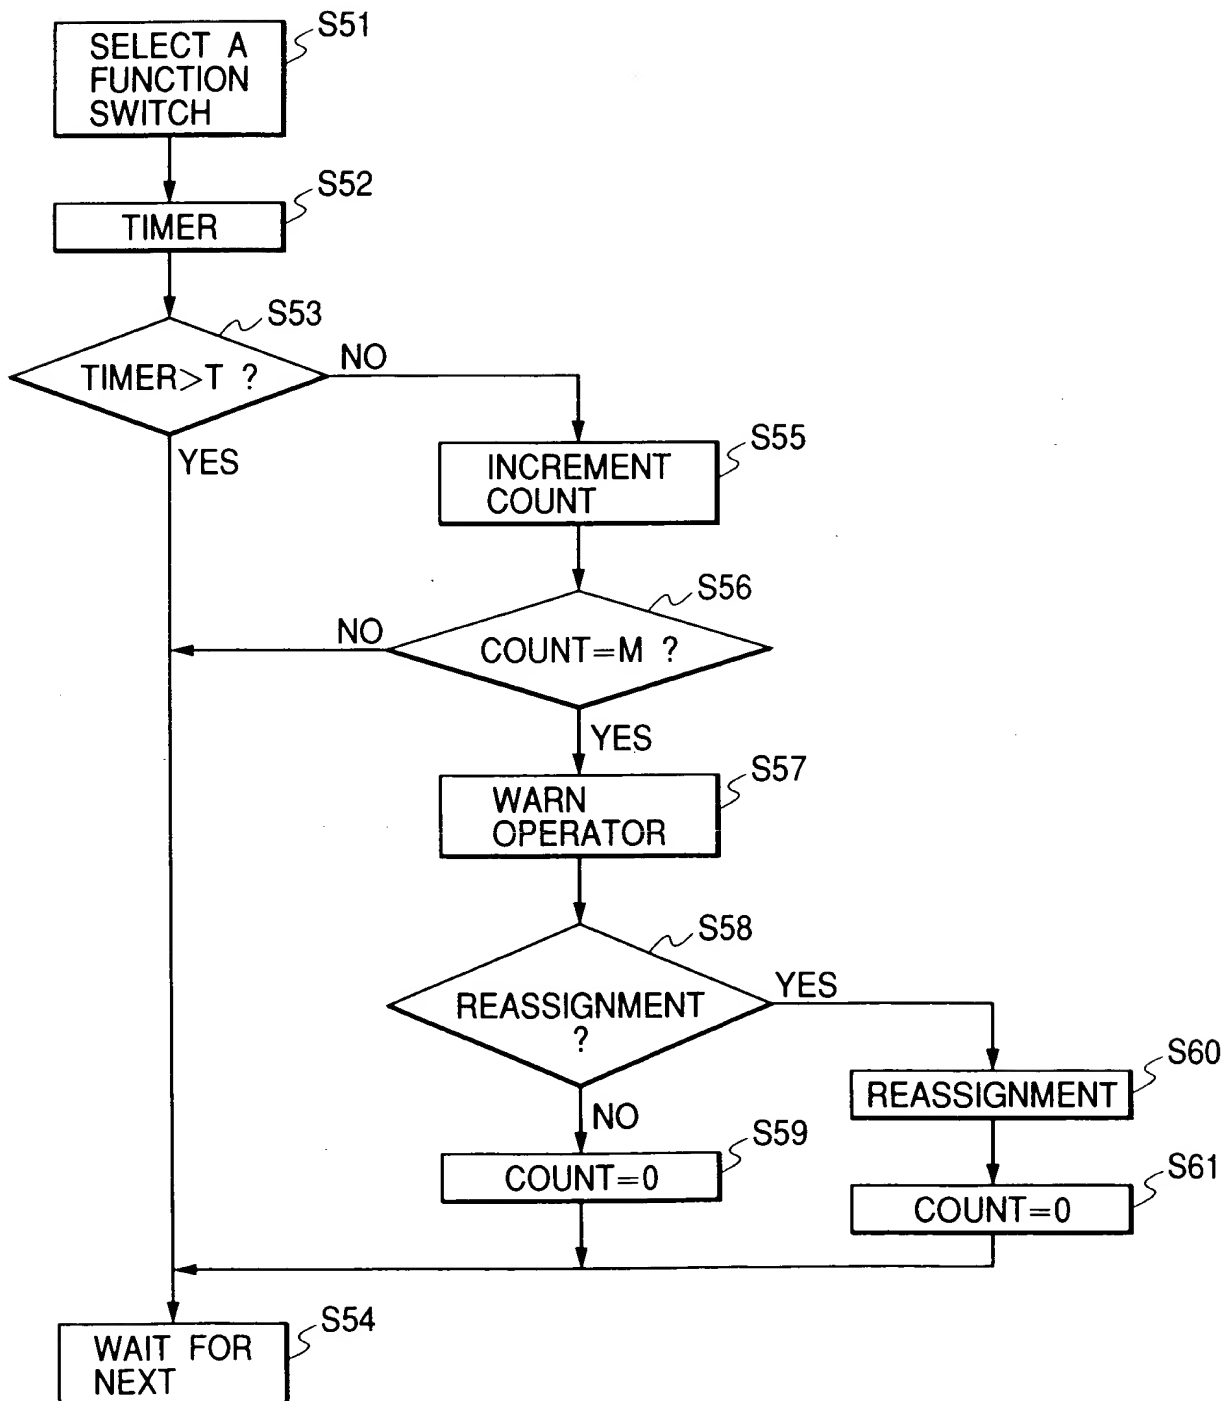 S51
SELECT A
FUNCTION
SWITCH
S52
TIMER
S53
TIMER>T ?
NO
YES
S55
INCREMENT
COUNT
S56
COUNT=M ?
NO
YES
S57
WARN
OPERATOR
S58
REASSIGNMENT
?
YES
NO
S60
REASSIGNMENT
S59
COUNT=0
S61
COUNT=0
S54
WAIT FOR
NEXT